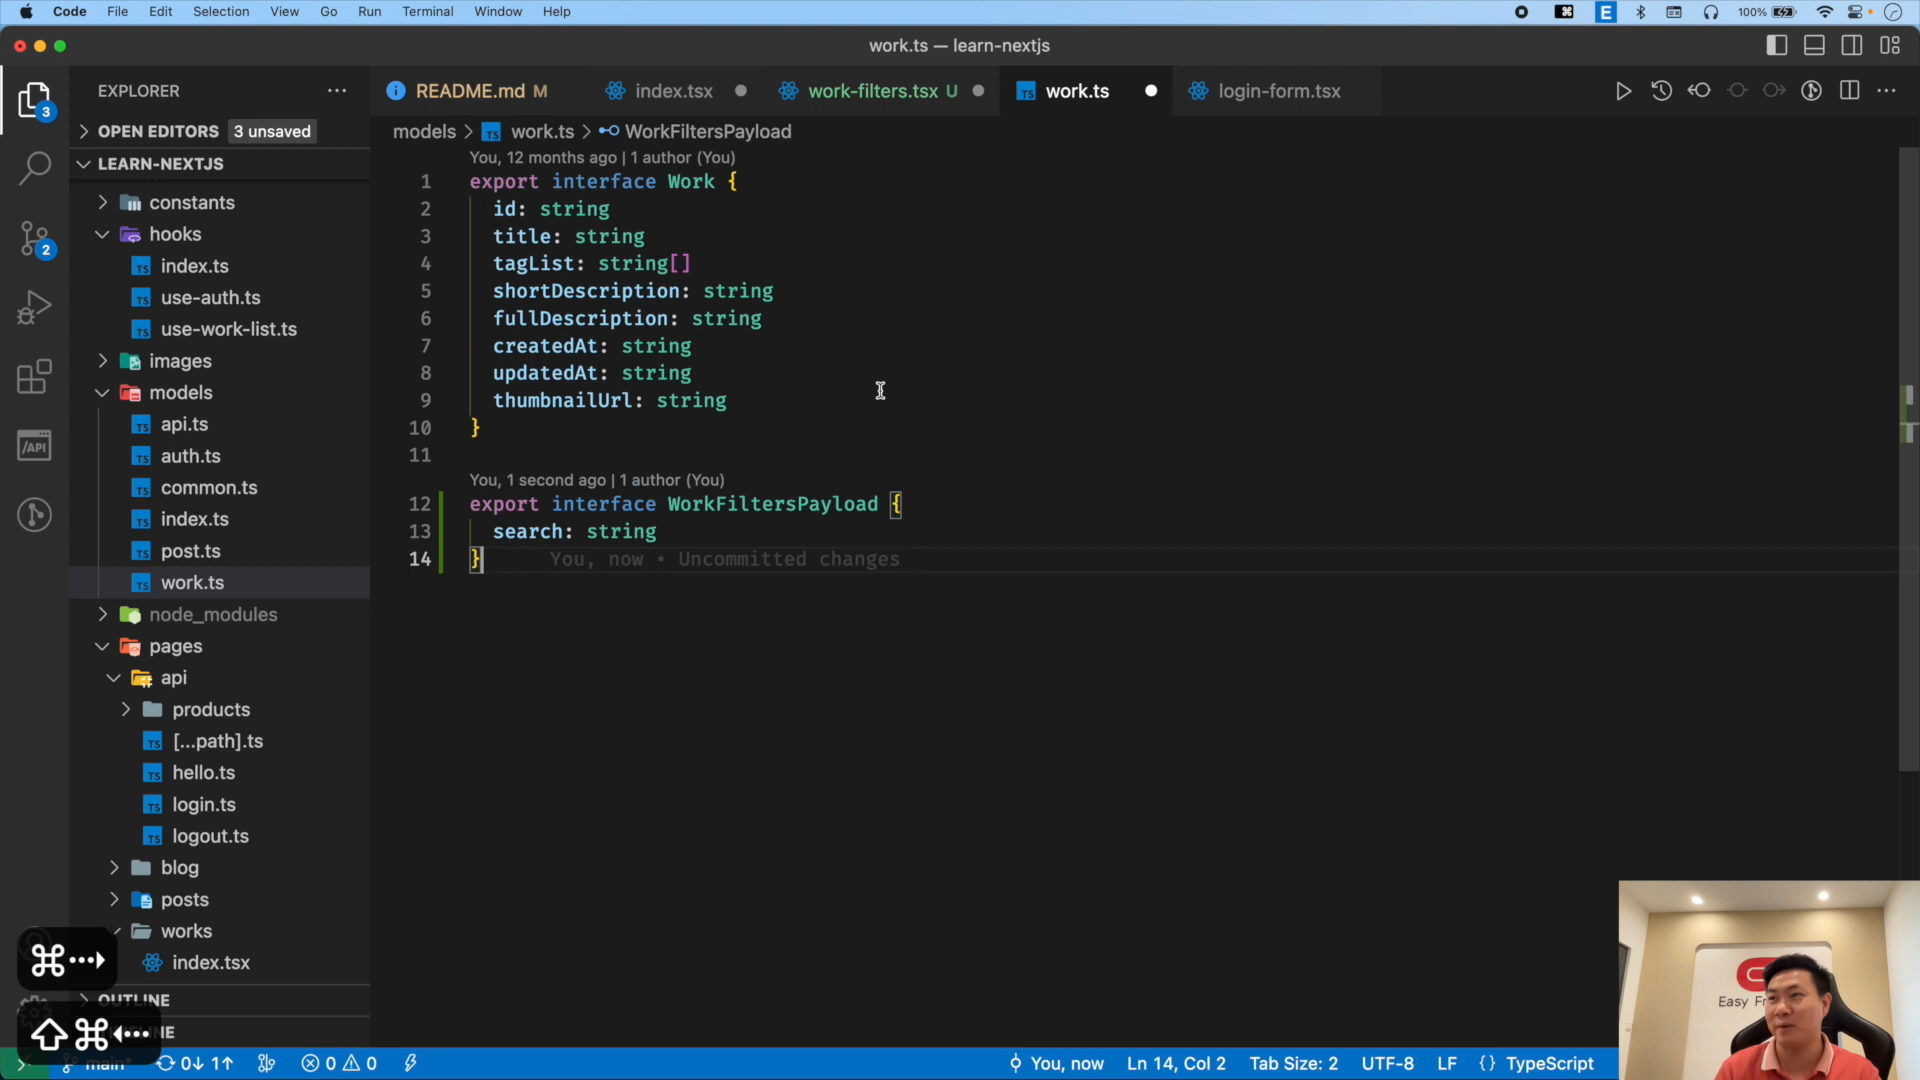 Code File Edit Selection View Go Run Terminal Window Help
E 100%
work.ts — learn-nextjs
EXPLORER
README.md M
index.tsx
work-filters.tsx U
work.ts
login-form.tsx
OPEN EDITORS 3 unsaved
LEARN-NEXTJS
constants
hooks
index.ts
use-auth.ts
use-work-list.ts
images
models
api.ts
auth.ts
common.ts
index.ts
post.ts
work.ts
node_modules
pages
api
products
[...path].ts
hello.ts
login.ts
logout.ts
blog
posts
works
index.tsx
OUTLINE
3
2
/API
models > TS work.ts > WorkFiltersPayload
You, 12 months ago | 1 author (You)
1 export interface Work {
2 id: string
3 title: string
4 tagList: string[]
5 shortDescription: string
6 fullDescription: string
7 createdAt: string
8 updatedAt: string
9 thumbnailUrl: string
10 }
11
You, 1 second ago | 1 author (You)
12 export interface WorkFiltersPayload {
13 search: string
14 } You, now • Uncommitted changes
⌘⇢
⇧⌘⇠
main* 0↓ 1↑ 0 0
You, now Ln 14, Col 2 Tab Size: 2 UTF-8 LF {} TypeScript
Easy